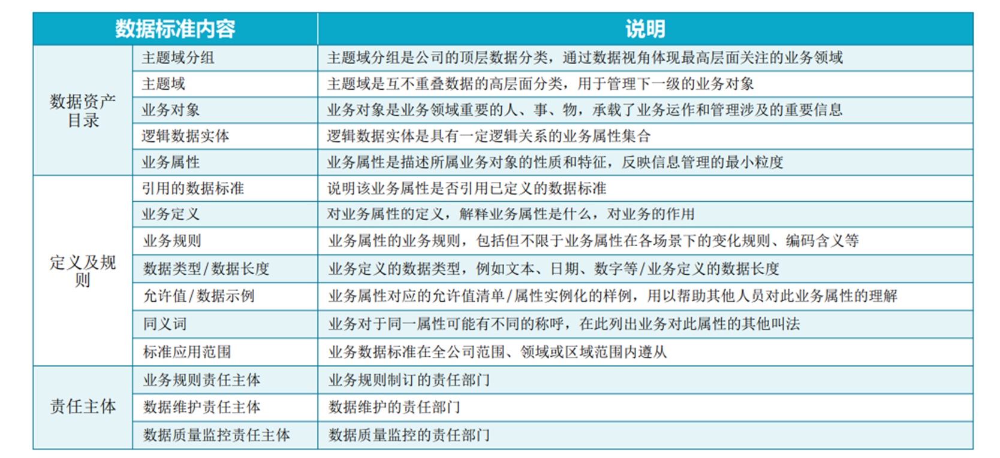 数据标准内容
说明
数据资产
目录
主题域分组
主题域分组是公司的顶层数据分类，通过数据视角体现最高层面关注的业务领域
主题域
主题域是互不重叠数据的高层面分类，用于管理下一级的业务对象
业务对象
业务对象是业务领域重要的人、事、物，承载了业务运作和管理涉及的重要信息
逻辑数据实体
逻辑数据实体是具有一定逻辑关系的业务属性集合
业务属性
业务属性是描述所属业务对象的性质和特征，反映信息管理的最小粒度
定义及规
则
引用的数据标准
说明该业务属性是否引用已定义的数据标准
业务定义
对业务属性的定义，解释业务属性是什么，对业务的作用
业务规则
业务属性的业务规则，包括但不限于业务属性在各场景下的变化规则、编码含义等
数据类型/数据长度
业务定义的数据类型，例如文本、日期、数字等/业务定义的数据长度
允许值/数据示例
业务属性对应的允许值清单/属性实例化的样例，用以帮助其他人员对此业务属性的理解
同义词
业务对于同一属性可能有不同的称呼，在此列出业务对此属性的其他叫法
标准应用范围
业务数据标准在全公司范围、领域或区域范围内遵从
责任主体
业务规则责任主体
业务规则制订的责任部门
数据维护责任主体
数据维护的责任部门
数据质量监控责任主体
数据质量监控的责任部门